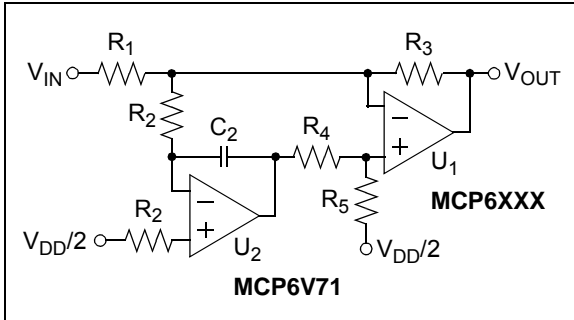 R1 R3
VIN VOUT
R2 C2 R4
− +
U1
R5 MCP6XXX
R2 − +
VDD/2 U2 VDD/2
MCP6V71